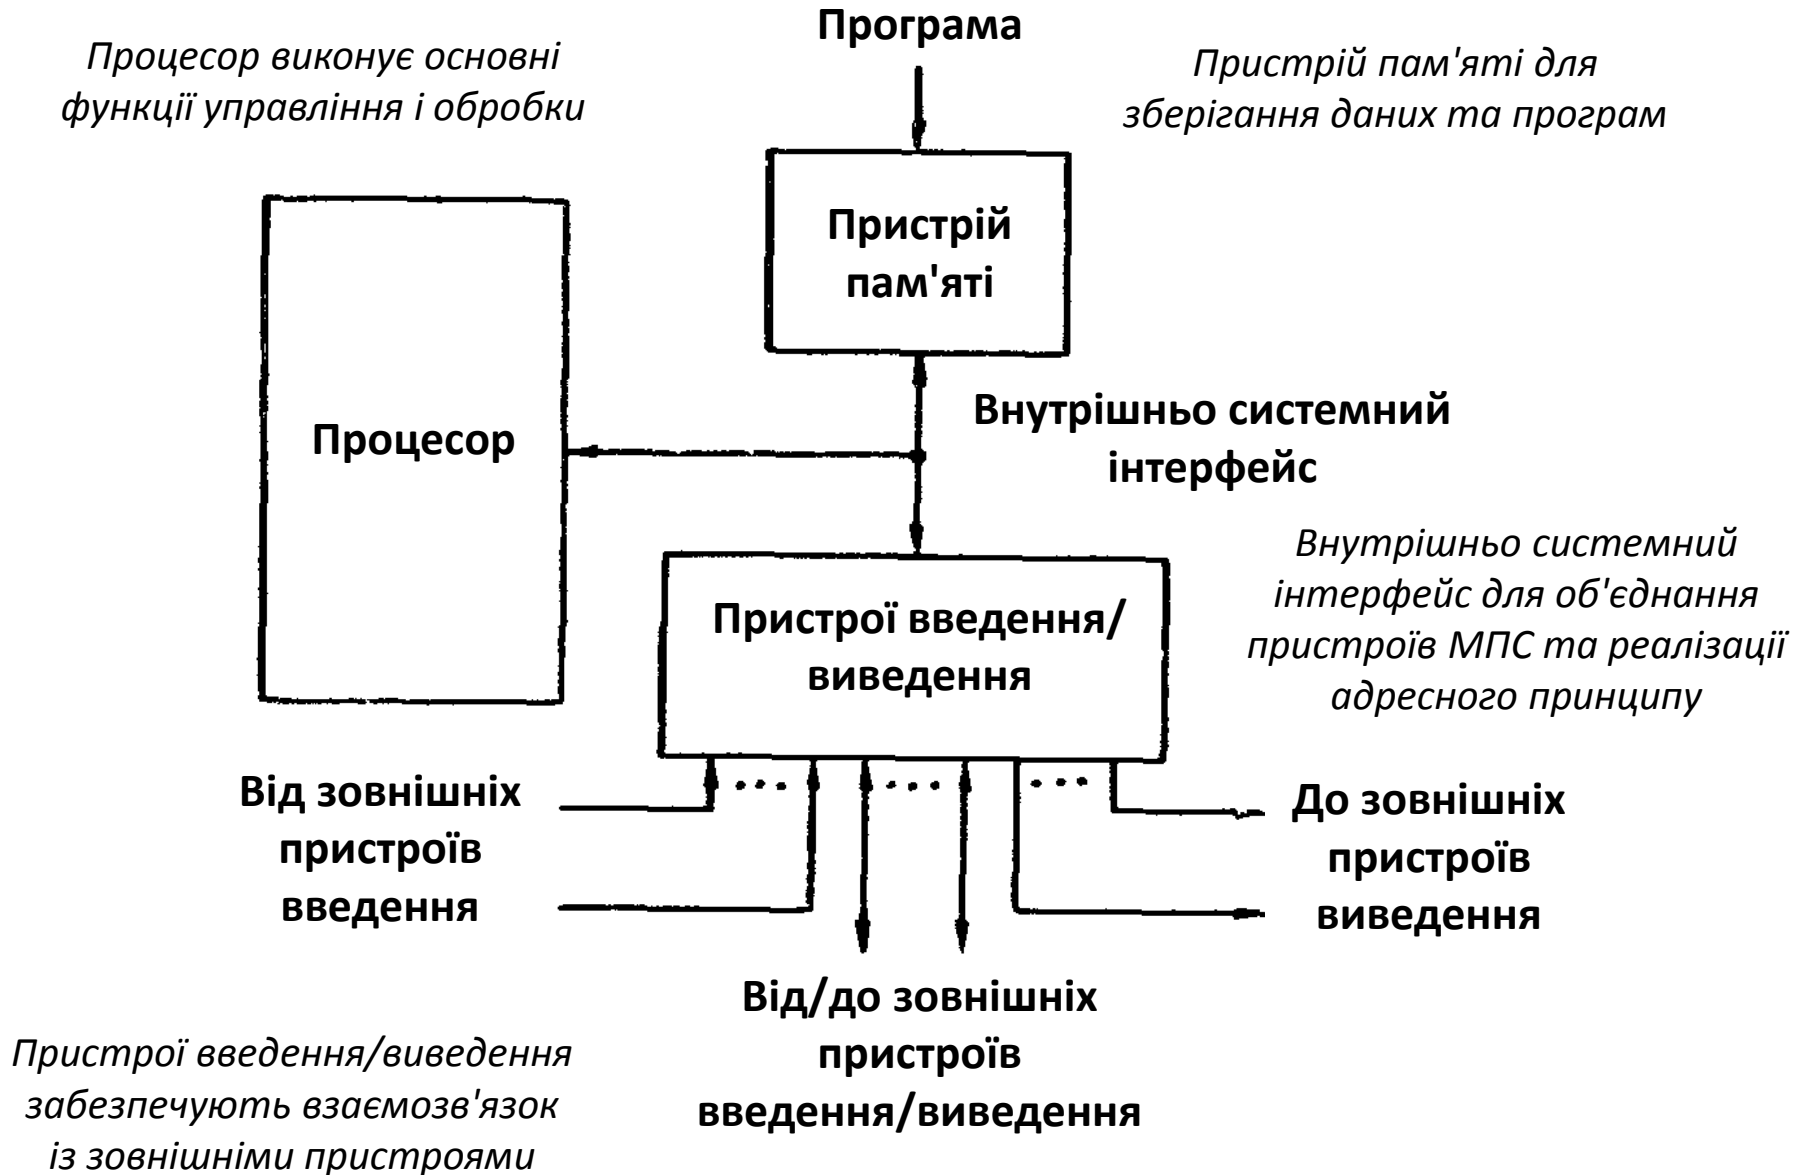 Програма
Процесор виконує основні
функції управління і обробки
Пристрій пам'яті для
зберігання даних та програм
Пристрій
пам'яті
Процесор
Внутрішньо системний
інтерфейс
Внутрішньо системний
інтерфейс для об'єднання
пристроїв МПС та реалізації
адресного принципу
Пристрої введення/
виведення
Від зовнішніх
пристроїв
введення
До зовнішніх
пристроїв
виведення
Від/до зовнішніх
пристроїв
введення/виведення
Пристрої введення/виведення
забезпечують взаємозв'язок
із зовнішніми пристроями